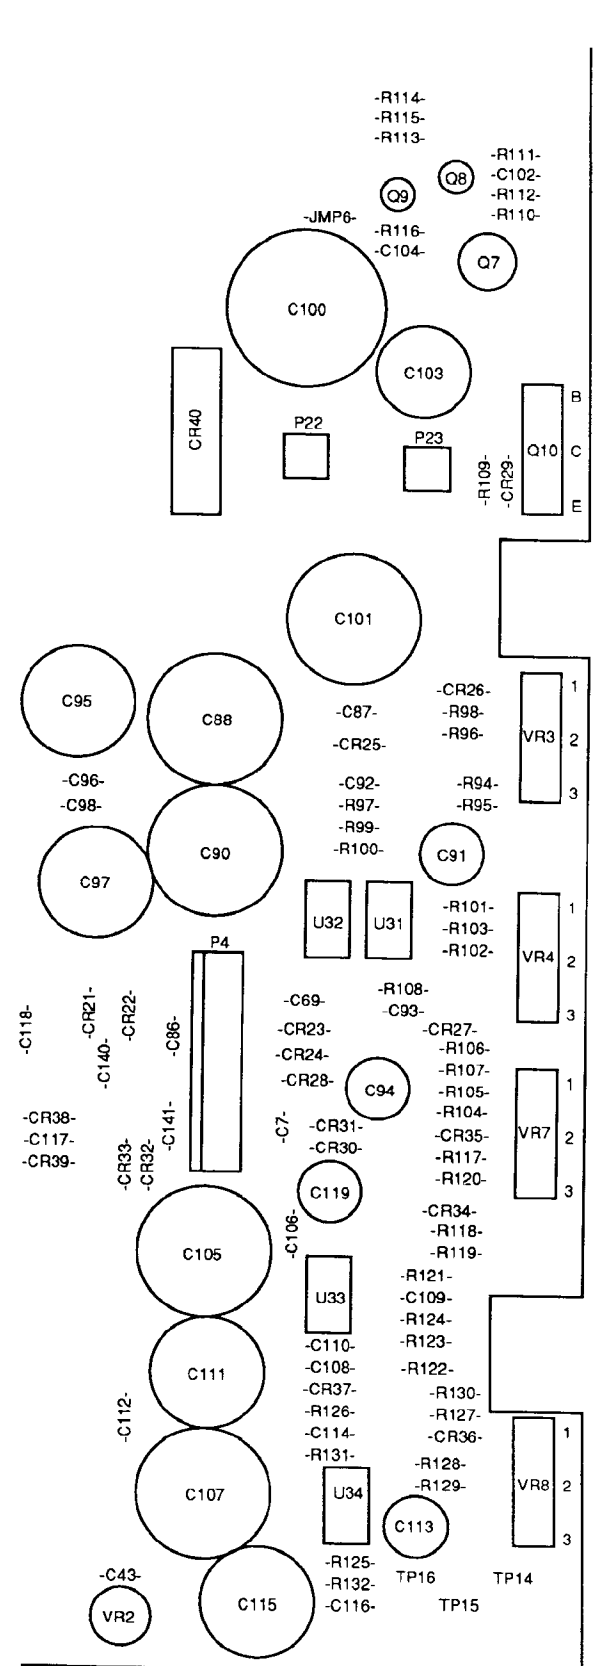 -R114-
-R115-
-R113-
-R111-
-C102-
-R112-
-R110-
Q8
Q9
-JMP6-
-R116-
-C104-
Q7
C100
C103
CR40
P22
P23
-R109-
-CR29-
Q10
B
C
E
C101
C95
C88
-C87-
-CR25-
-CR26-
-R98-
-R96-
VR3
1
2
3
-C96-
-C98-
-C92-
-R97-
-R99-
-R100-
-R94-
-R95-
C97
C90
C91
U32
U31
-R101-
-R103-
-R102-
VR4
1
2
3
P4
-C118-
-CR21-
-C140-
-CR22-
-C86-
-C141-
-C69-
-CR23-
-CR24-
-CR28-
-R108-
-C93-
-CR27-
-R106-
-R107-
-R105-
-R104-
-CR35-
-R117-
-R120-
C94
VR7
1
2
3
-CR38-
-C117-
-CR39-
-CR33-
-CR32-
-C7-
-CR31-
-CR30-
C119
-CR34-
-R118-
-R119-
C105
-C106-
U33
-R121-
-C109-
-R124-
-R123-
-R122-
-C110-
-C108-
-CR37-
-R126-
-C114-
-R131-
C111
-C112-
-R130-
-R127-
-CR36-
-R128-
-R129-
VR8
1
2
3
C107
U34
C113
-R125-
-R132-
-C116-
TP16
TP14
TP15
-C43-
VR2
C115